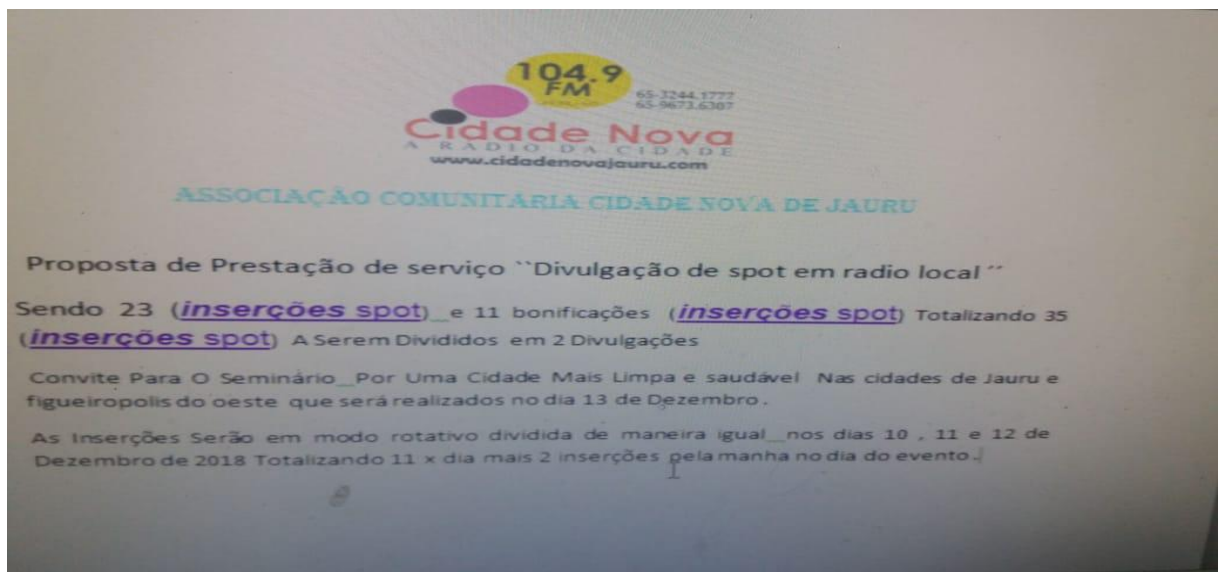 104.9
FM
65-3244.1777
65-9673.6307
Cidade Nova
A RADIO DA CIDADE
www.cidadenovajauru.com
ASSOCIAÇÃO COMUNITÁRIA CIDADE NOVA DE JAURU
Proposta de Prestação de serviço ``Divulgação de spot em radio local ´´
Sendo 23 (inserções spot) e 11 bonificações (inserções spot) Totalizando 35
(inserções spot) A Serem Divididos em 2 Divulgações
Convite Para O Seminário Por Uma Cidade Mais Limpa e saudável Nas cidades de Jauru e
figueiropolis do oeste que será realizados no dia 13 de Dezembro.
As Inserções Serão em modo rotativo dividida de maneira igual nos dias 10 , 11 e 12 de
Dezembro de 2018 Totalizando 11 x dia mais 2 inserções pela manha no dia do evento.